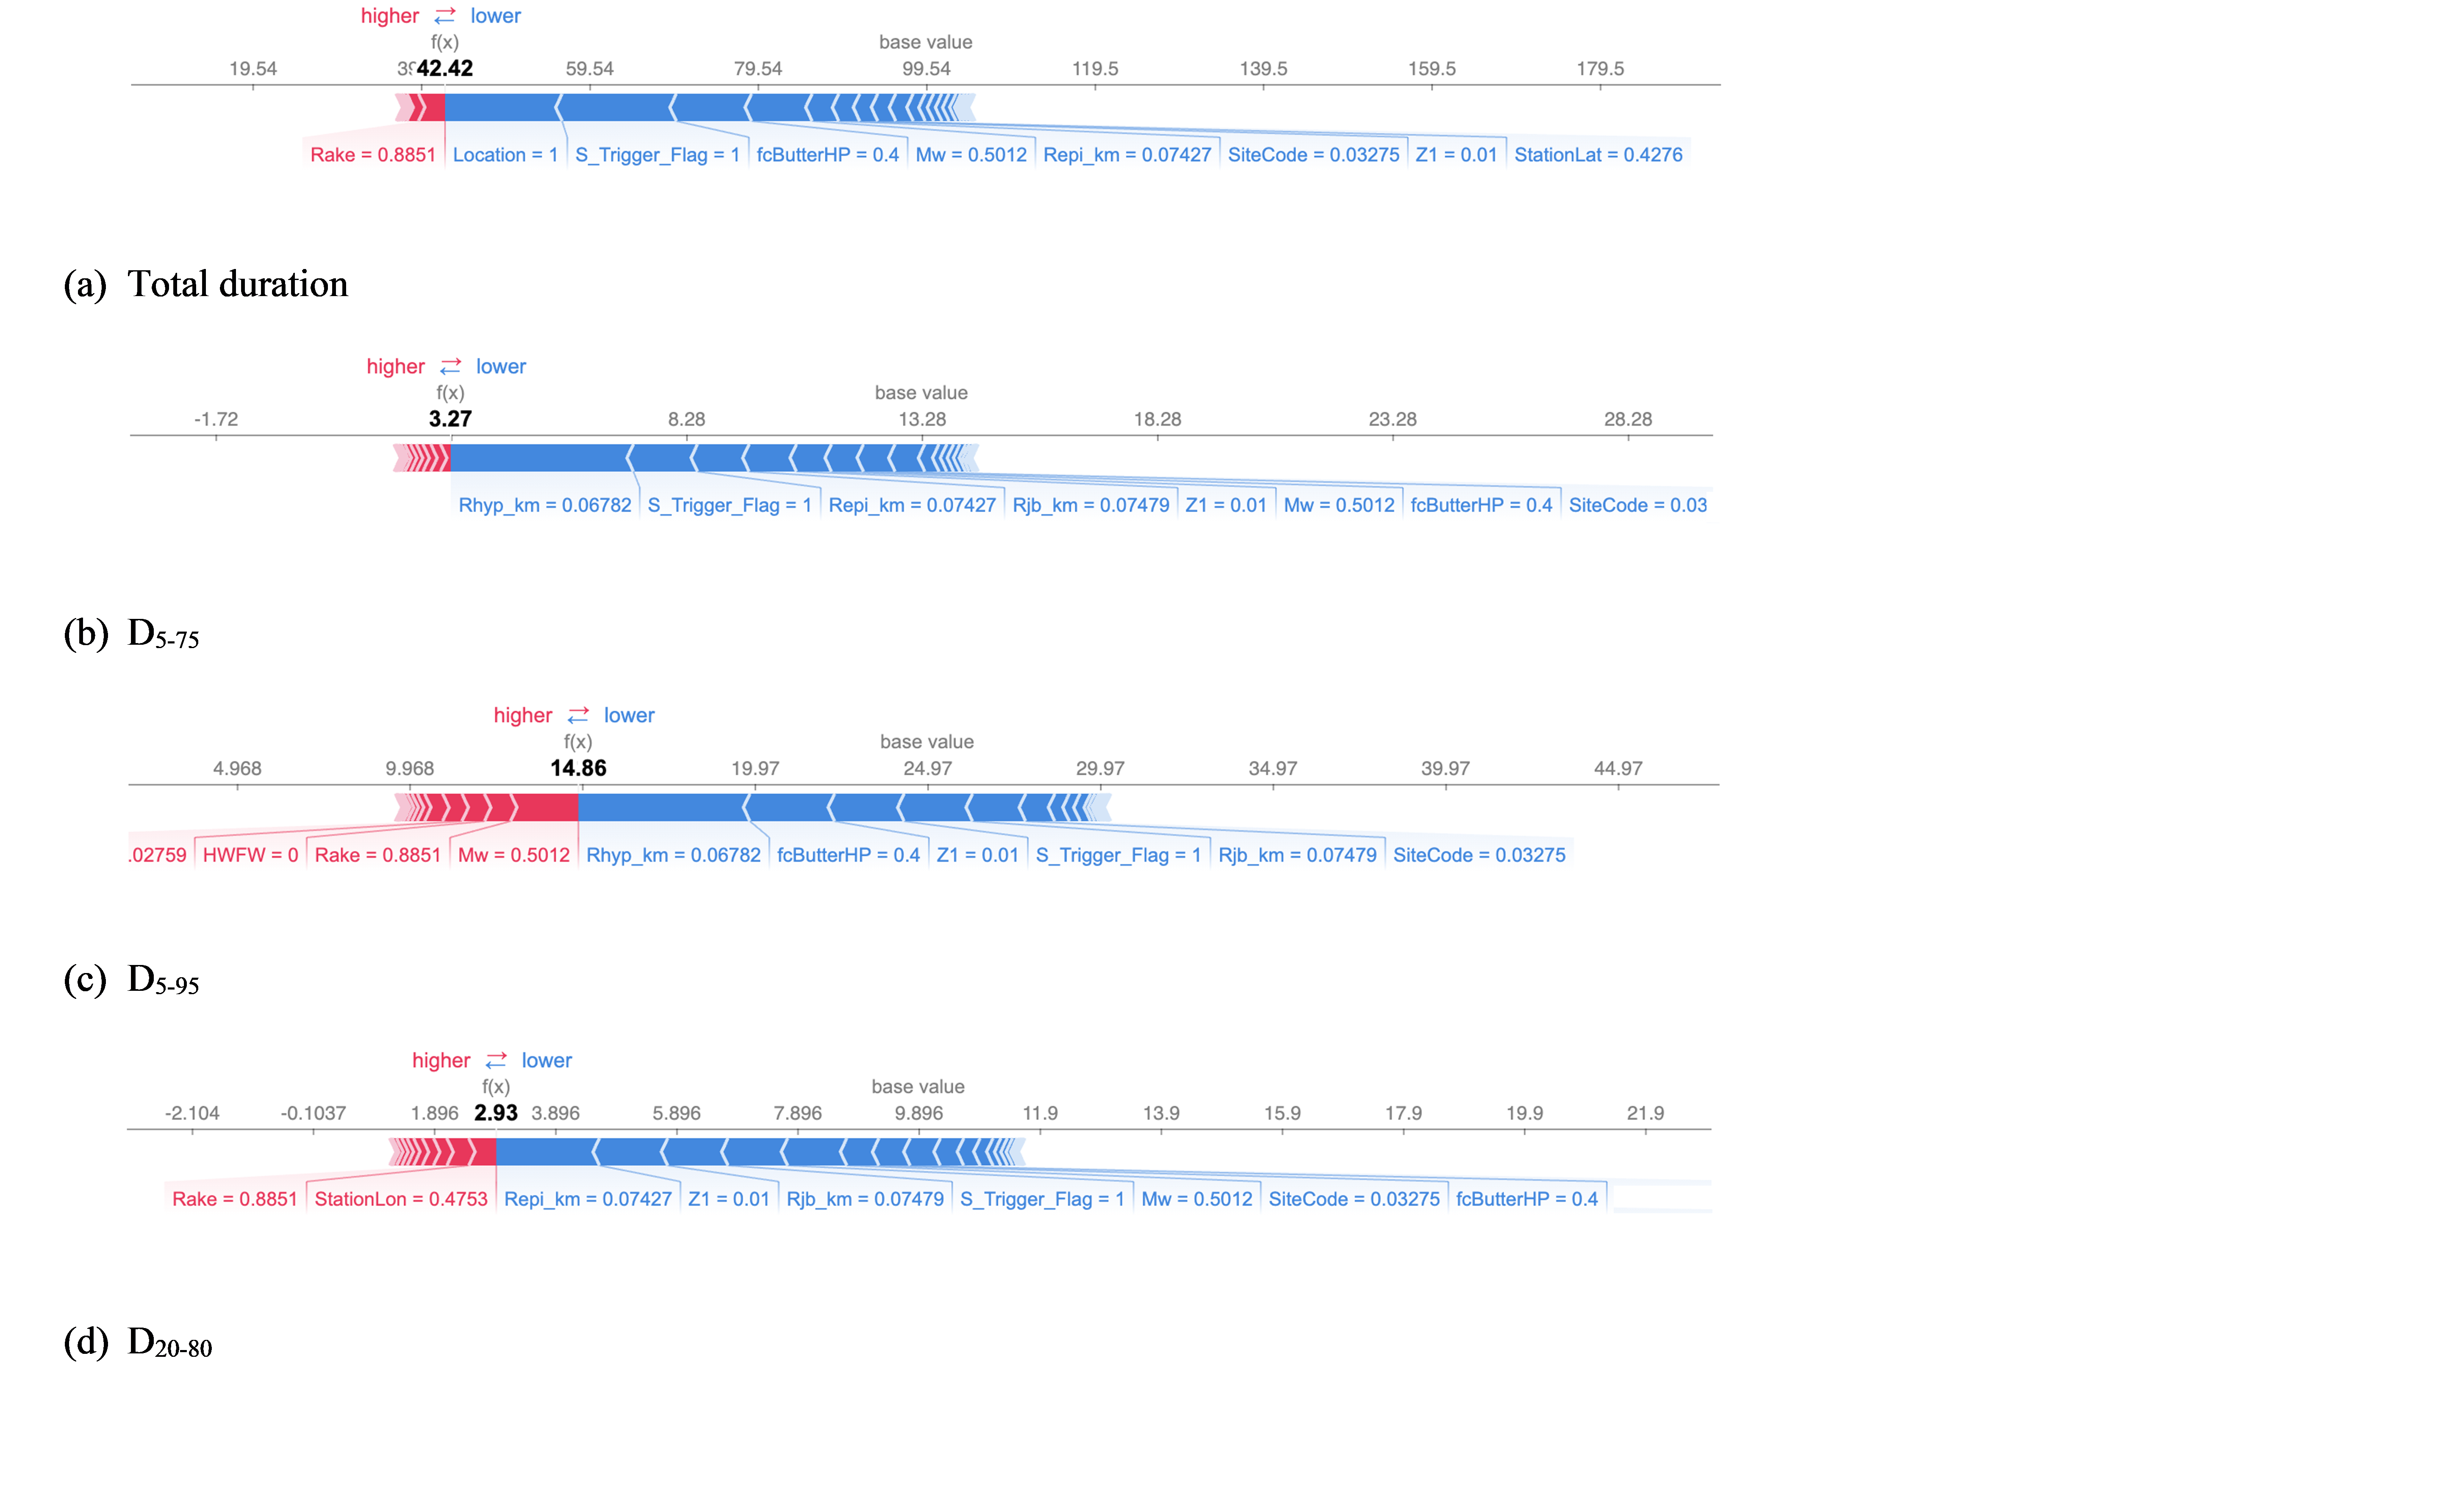 higher ⇄ lower
f(x) base value
19.54 39 42.42 59.54 79.54 99.54 119.5 139.5 159.5 179.5
Rake = 0.8851 Location = 1 S_Trigger_Flag = 1 fcButterHP = 0.4 Mw = 0.5012 Repi_km = 0.07427 SiteCode = 0.03275 Z1 = 0.01 StationLat = 0.4276
(a) Total duration
higher ⇄ lower
f(x) base value
-1.72 3.27 8.28 13.28 18.28 23.28 28.28
Rhyp_km = 0.06782 S_Trigger_Flag = 1 Repi_km = 0.07427 Rjb_km = 0.07479 Z1 = 0.01 Mw = 0.5012 fcButterHP = 0.4 SiteCode = 0.03
(b) D5-75
higher ⇄ lower
f(x) base value
4.968 9.968 14.86 19.97 24.97 29.97 34.97 39.97 44.97
.02759 HWFW = 0 Rake = 0.8851 Mw = 0.5012 Rhyp_km = 0.06782 fcButterHP = 0.4 Z1 = 0.01 S_Trigger_Flag = 1 Rjb_km = 0.07479 SiteCode = 0.03275
(c) D5-95
higher ⇄ lower
f(x) base value
-2.104 -0.1037 1.896 2.93 3.896 5.896 7.896 9.896 11.9 13.9 15.9 17.9 19.9 21.9
Rake = 0.8851 StationLon = 0.4753 Repi_km = 0.07427 Z1 = 0.01 Rjb_km = 0.07479 S_Trigger_Flag = 1 Mw = 0.5012 SiteCode = 0.03275 fcButterHP = 0.4
(d) D20-80